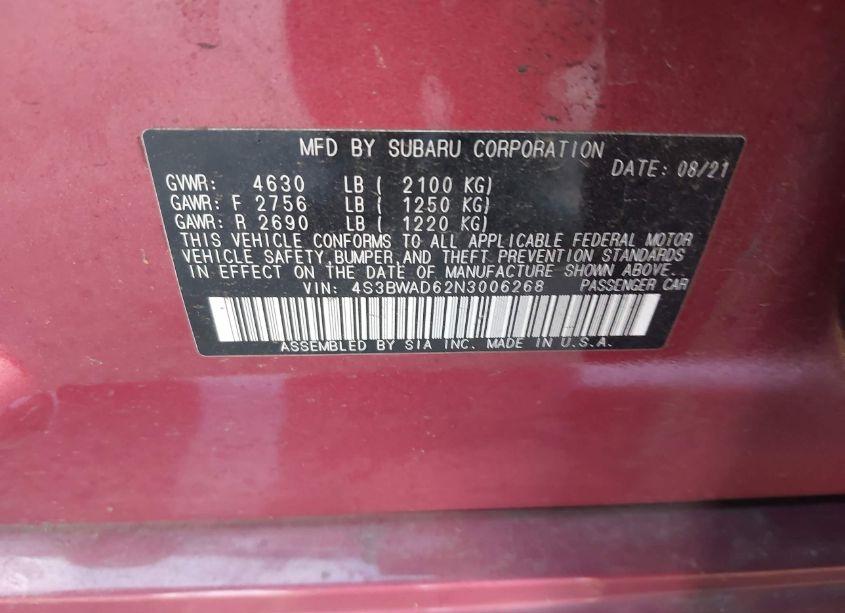 MFD BY SUBARU CORPORATION
DATE: 08/21
GVWR: 4630 LB ( 2100 KG)
GAWR: F 2756 LB ( 1250 KG)
GAWR: R 2690 LB ( 1220 KG)
THIS VEHICLE CONFORMS TO ALL APPLICABLE FEDERAL MOTOR
VEHICLE SAFETY, BUMPER, AND THEFT PREVENTION STANDARDS
IN EFFECT ON THE DATE OF MANUFACTURE SHOWN ABOVE.
VIN: 4S3BWAD62N3006268 PASSENGER CAR
ASSEMBLED BY SIA INC. MADE IN U.S.A.